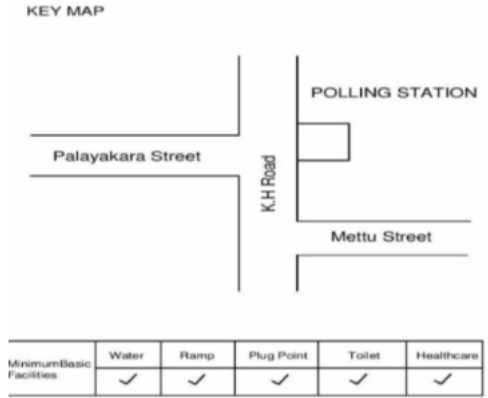 KEY MAP
POLLING STATION
Palayakara Street
K.H Road
Mettu Street
MinimumBasic Facilities Water Ramp Plug Point Toilet Healthcare
✓ ✓ ✓ ✓ ✓